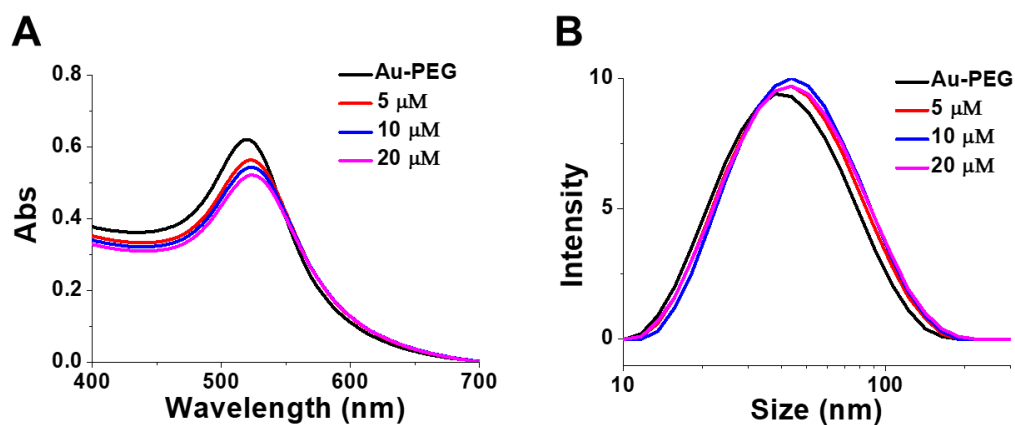 A
Abs
0.8
0.6
0.4
0.2
0.0
400
500
600
700
Wavelength (nm)
Au-PEG
5 μM
10 μM
20 μM
B
Intensity
10
5
0
10
100
Size (nm)
Au-PEG
5 μM
10 μM
20 μM